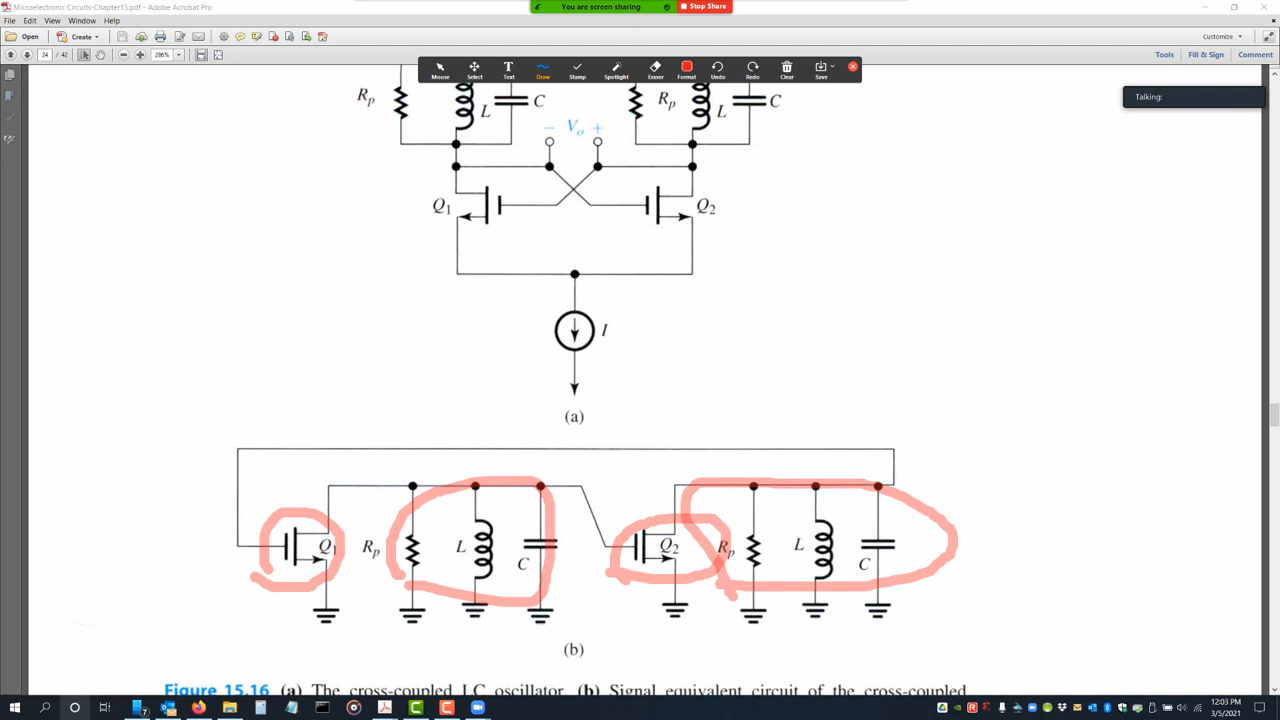 Microelectronic Circuits-Chapter15.pdf - Adobe Acrobat Pro
You are screen sharing
Stop Share
File Edit View Window Help
Open
Create
Customize
24 / 42
286%
Tools Fill & Sign Comment
Mouse Select Text Draw Stamp Spotlight Eraser Format Undo Redo Clear Save
Talking:
Rp L C Rp L C
− Vo +
Q1 Q2
I
(a)
Q1 Rp L C Q2 Rp L C
(b)
Figure 15.16 (a) The cross-coupled LC oscillator. (b) Signal equivalent circuit of the cross-coupled
12:03 PM
3/5/2021